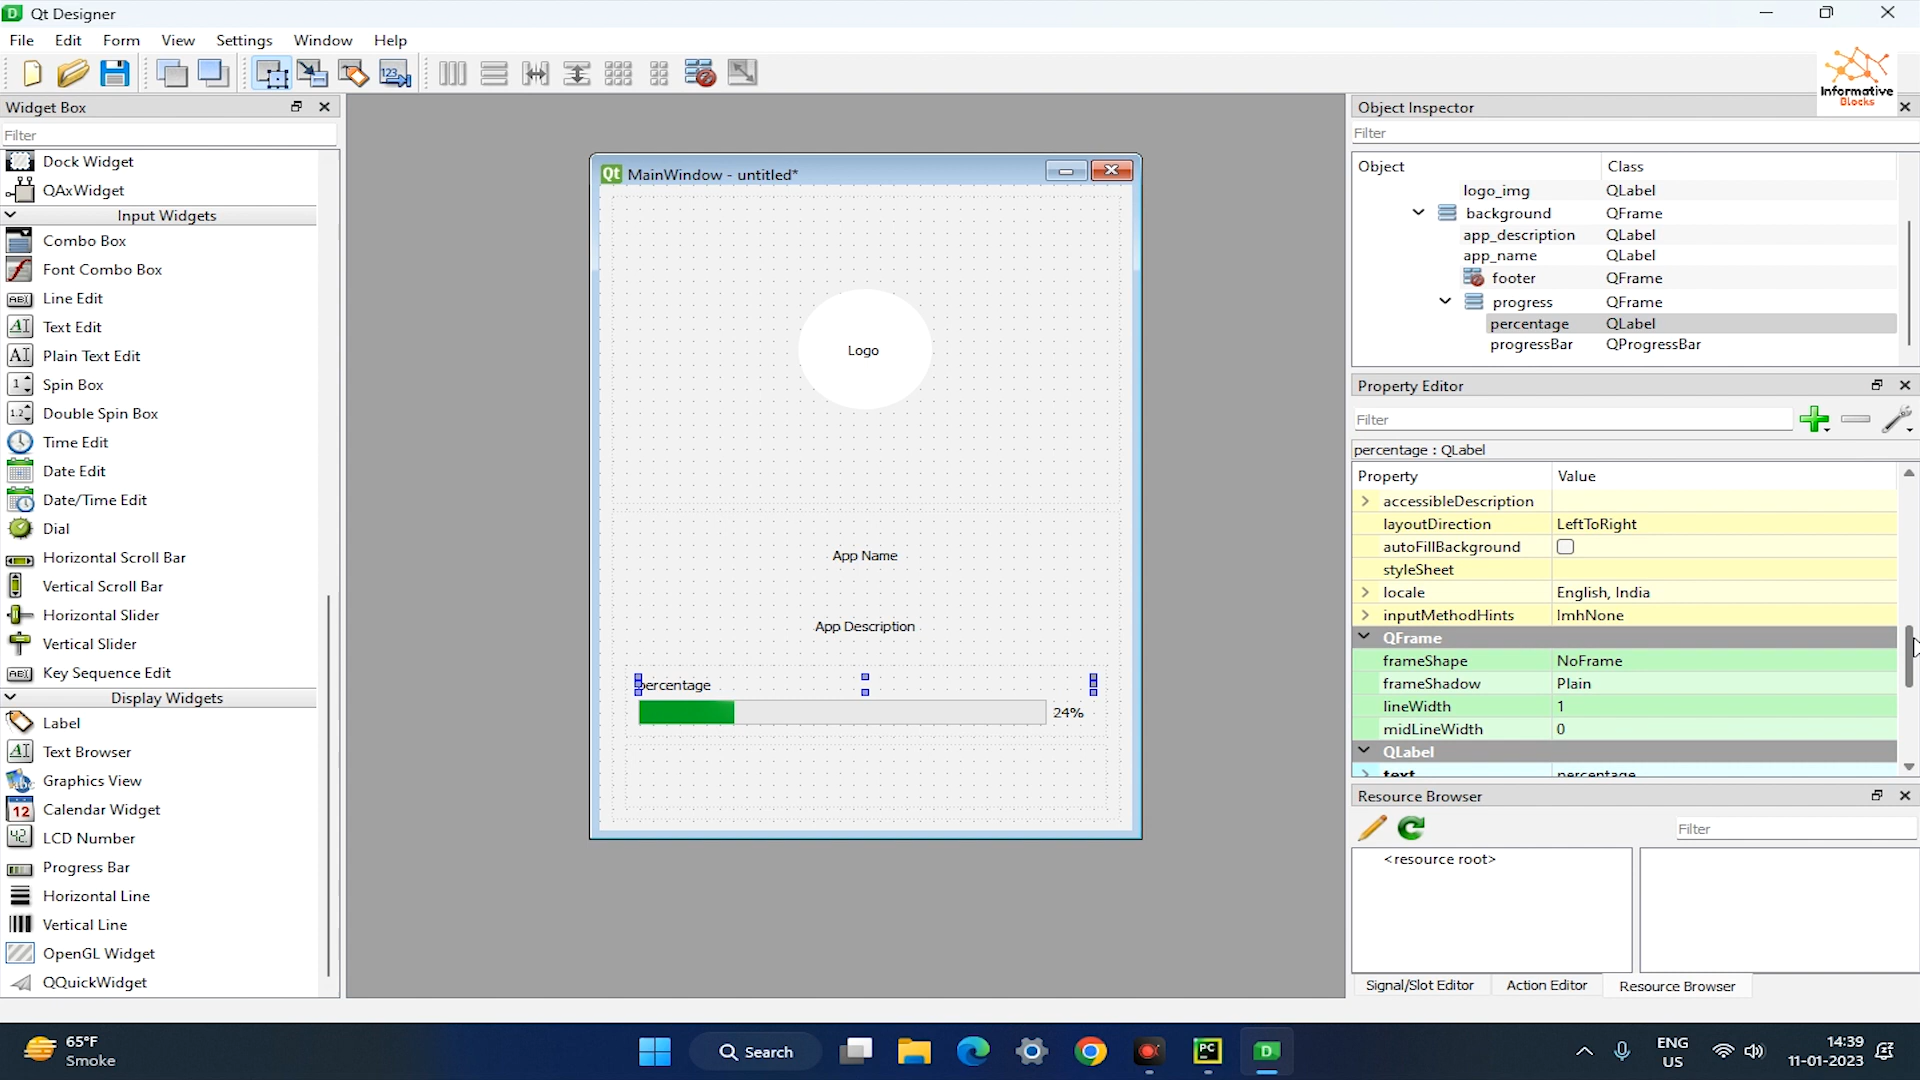 Qt Designer
File Edit Form View Settings Window Help
Informative
Blocks
Widget Box
Filter
Dock Widget
QAxWidget
Input Widgets
Combo Box
Font Combo Box
Line Edit
Text Edit
Plain Text Edit
Spin Box
Double Spin Box
Time Edit
Date Edit
Date/Time Edit
Dial
Horizontal Scroll Bar
Vertical Scroll Bar
Horizontal Slider
Vertical Slider
Key Sequence Edit
Display Widgets
Label
Text Browser
Graphics View
Calendar Widget
LCD Number
Progress Bar
Horizontal Line
Vertical Line
OpenGL Widget
QQuickWidget
MainWindow - untitled*
Logo
App Name
App Description
percentage
24%
Object Inspector
Filter
Object Class
logo_img QLabel
background QFrame
app_description QLabel
app_name QLabel
footer QFrame
progress QFrame
percentage QLabel
progressBar QProgressBar
Property Editor
Filter
percentage : QLabel
Property Value
accessibleDescription
layoutDirection LeftToRight
autoFillBackground
styleSheet
locale English, India
inputMethodHints ImhNone
QFrame
frameShape NoFrame
frameShadow Plain
lineWidth 1
midLineWidth 0
QLabel
text percentage
Resource Browser
Filter
<resource root>
Signal/Slot Editor Action Editor Resource Browser
65°F
Smoke
Search
ENG
US
14:39
11-01-2023